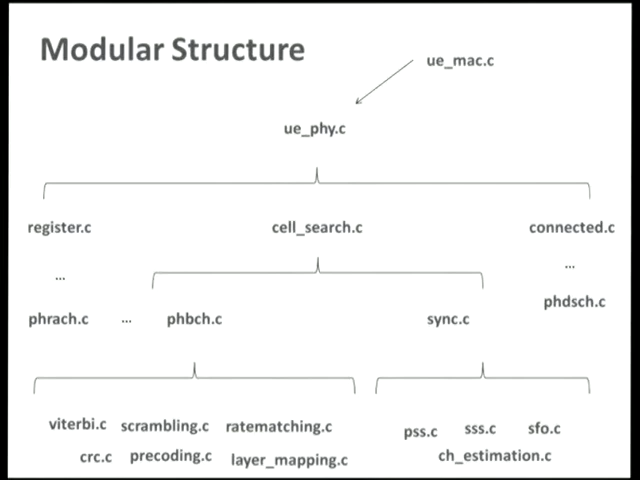 Modular Structure
ue_mac.c
ue_phy.c
register.c cell_search.c connected.c
... ...
phdsch.c
phrach.c ... phbch.c sync.c
viterbi.c scrambling.c ratematching.c pss.c sss.c sfo.c
crc.c precoding.c layer_mapping.c ch_estimation.c